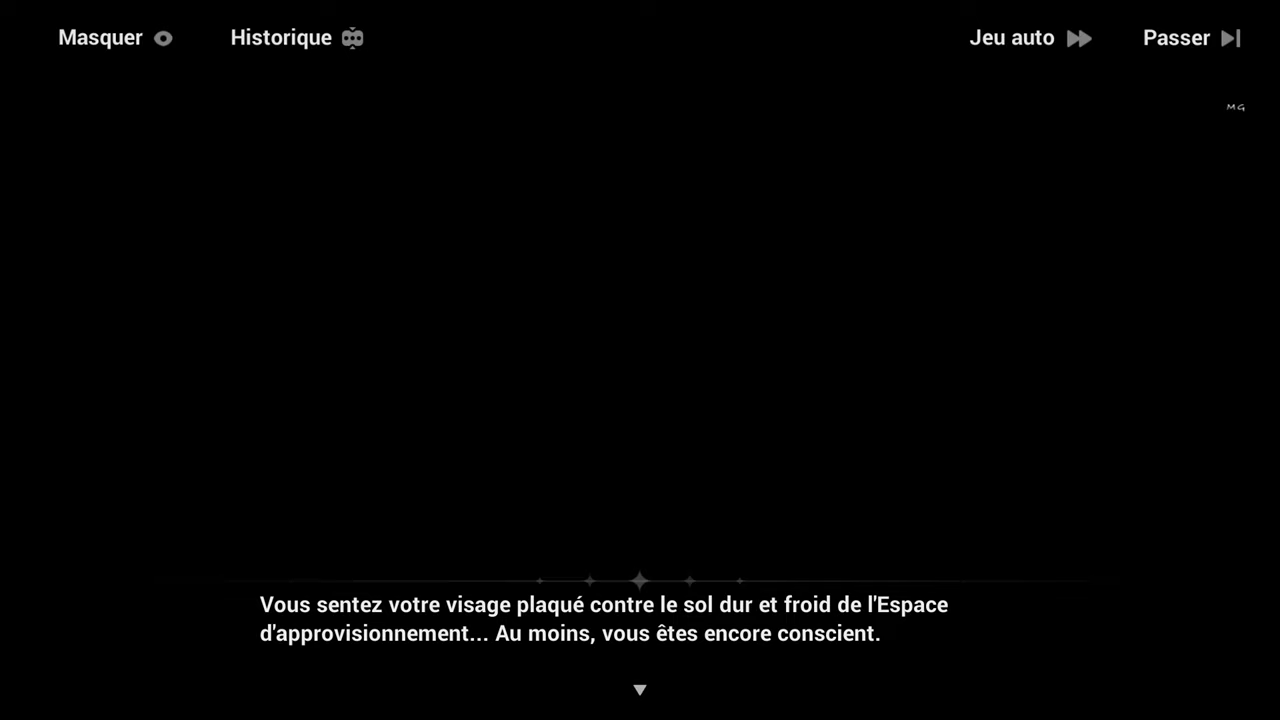 Masquer
Historique
Jeu auto
Passer
MG
Vous sentez votre visage plaqué contre le sol dur et froid de l'Espace
d'approvisionnement... Au moins, vous êtes encore conscient.